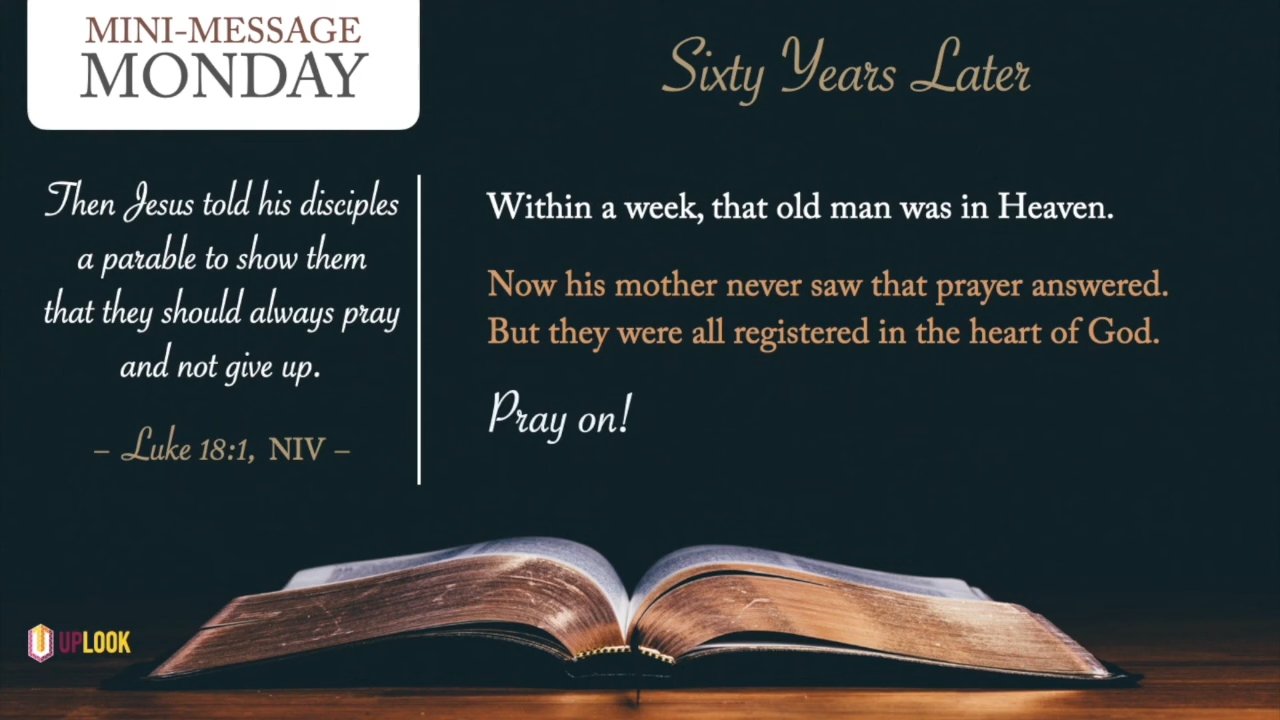 MINI-MESSAGE
MONDAY
Sixty Years Later
Then Jesus told his disciples
a parable to show them
that they should always pray
and not give up.
– Luke 18:1, NIV –
Within a week, that old man was in Heaven.
Now his mother never saw that prayer answered.
But they were all registered in the heart of God.
Pray on!
UPLOOK